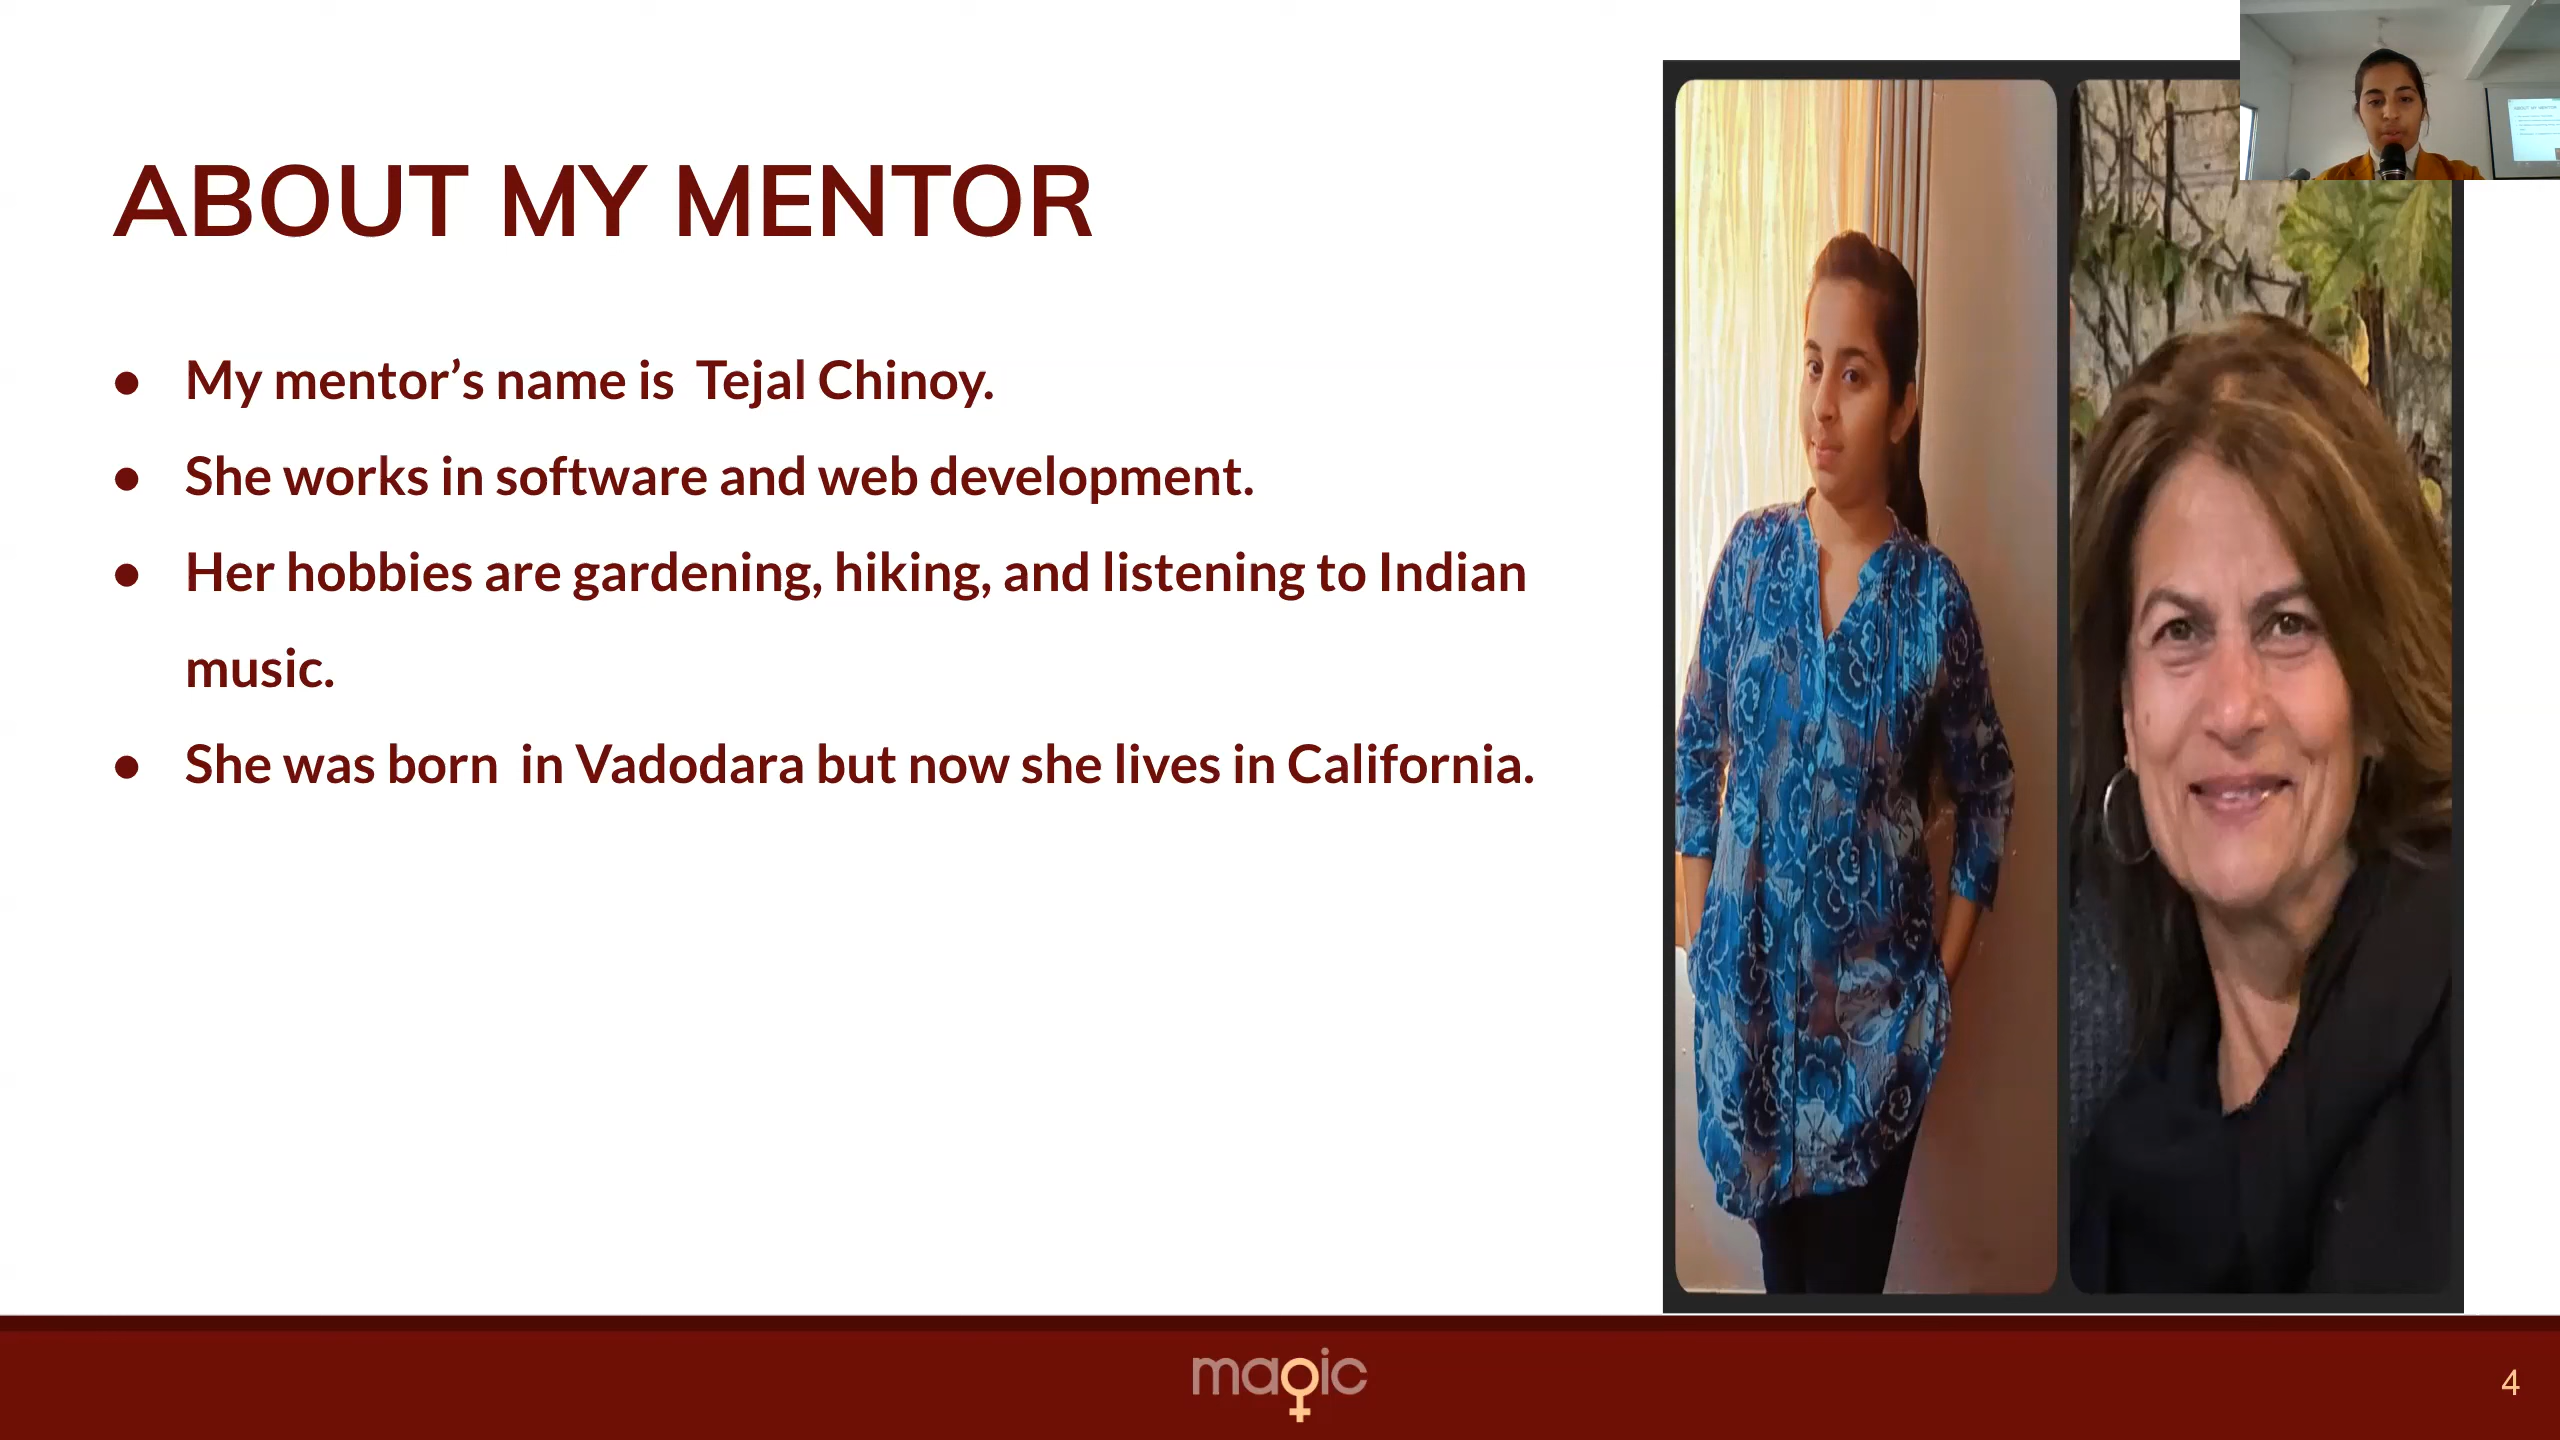 ABOUT MY MENTOR
● My mentor’s name is  Tejal Chinoy.
● She works in software and web development.
● Her hobbies are gardening, hiking, and listening to Indian
music.
● She was born  in Vadodara but now she lives in California.
magic
4